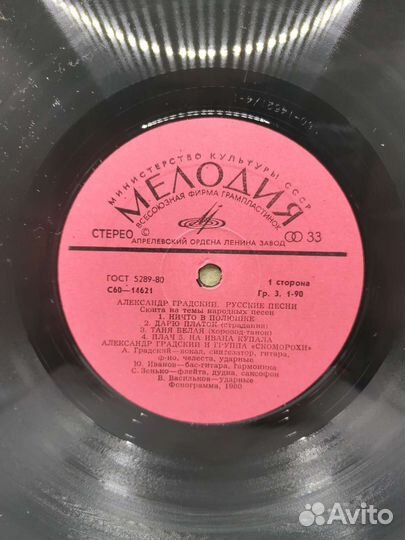 МИНИСТЕРСТВО КУЛЬТУРЫ СССР
МЕЛОДИЯ
ВСЕСОЮЗНАЯ ФИРМА ГРАМПЛАСТИНОК
СТЕРЕО
33
АПРЕЛЕВСКИЙ ОРДЕНА ЛЕНИНА ЗАВОД
ГОСТ 5289-80
1 сторона
С60—14621
Гр. 3. 1-90
АЛЕКСАНДР ГРАДСКИЙ. РУССКИЕ ПЕСНИ
Сюита на темы народных песен
1. НИЧТО В ПОЛЮШКЕ
2. ДАРЮ ПЛАТОК (страдания)
3. ТАНЯ БЕЛАЯ (хоровод-танок)
4. ПЛАЧ 5. НА ИВАНА КУПАЛА
АЛЕКСАНДР ГРАДСКИЙ И ГРУППА «СКОМОРОХИ»
А. Градский—вокал, синтезатор, гитара,
ф-но, челеста, ударные
Ю. Иванов—бас-гитара, гармоника
С. Зенько—флейта, дудка, саксофон
В. Васильков—ударные
Фонограмма, 1980
Avito